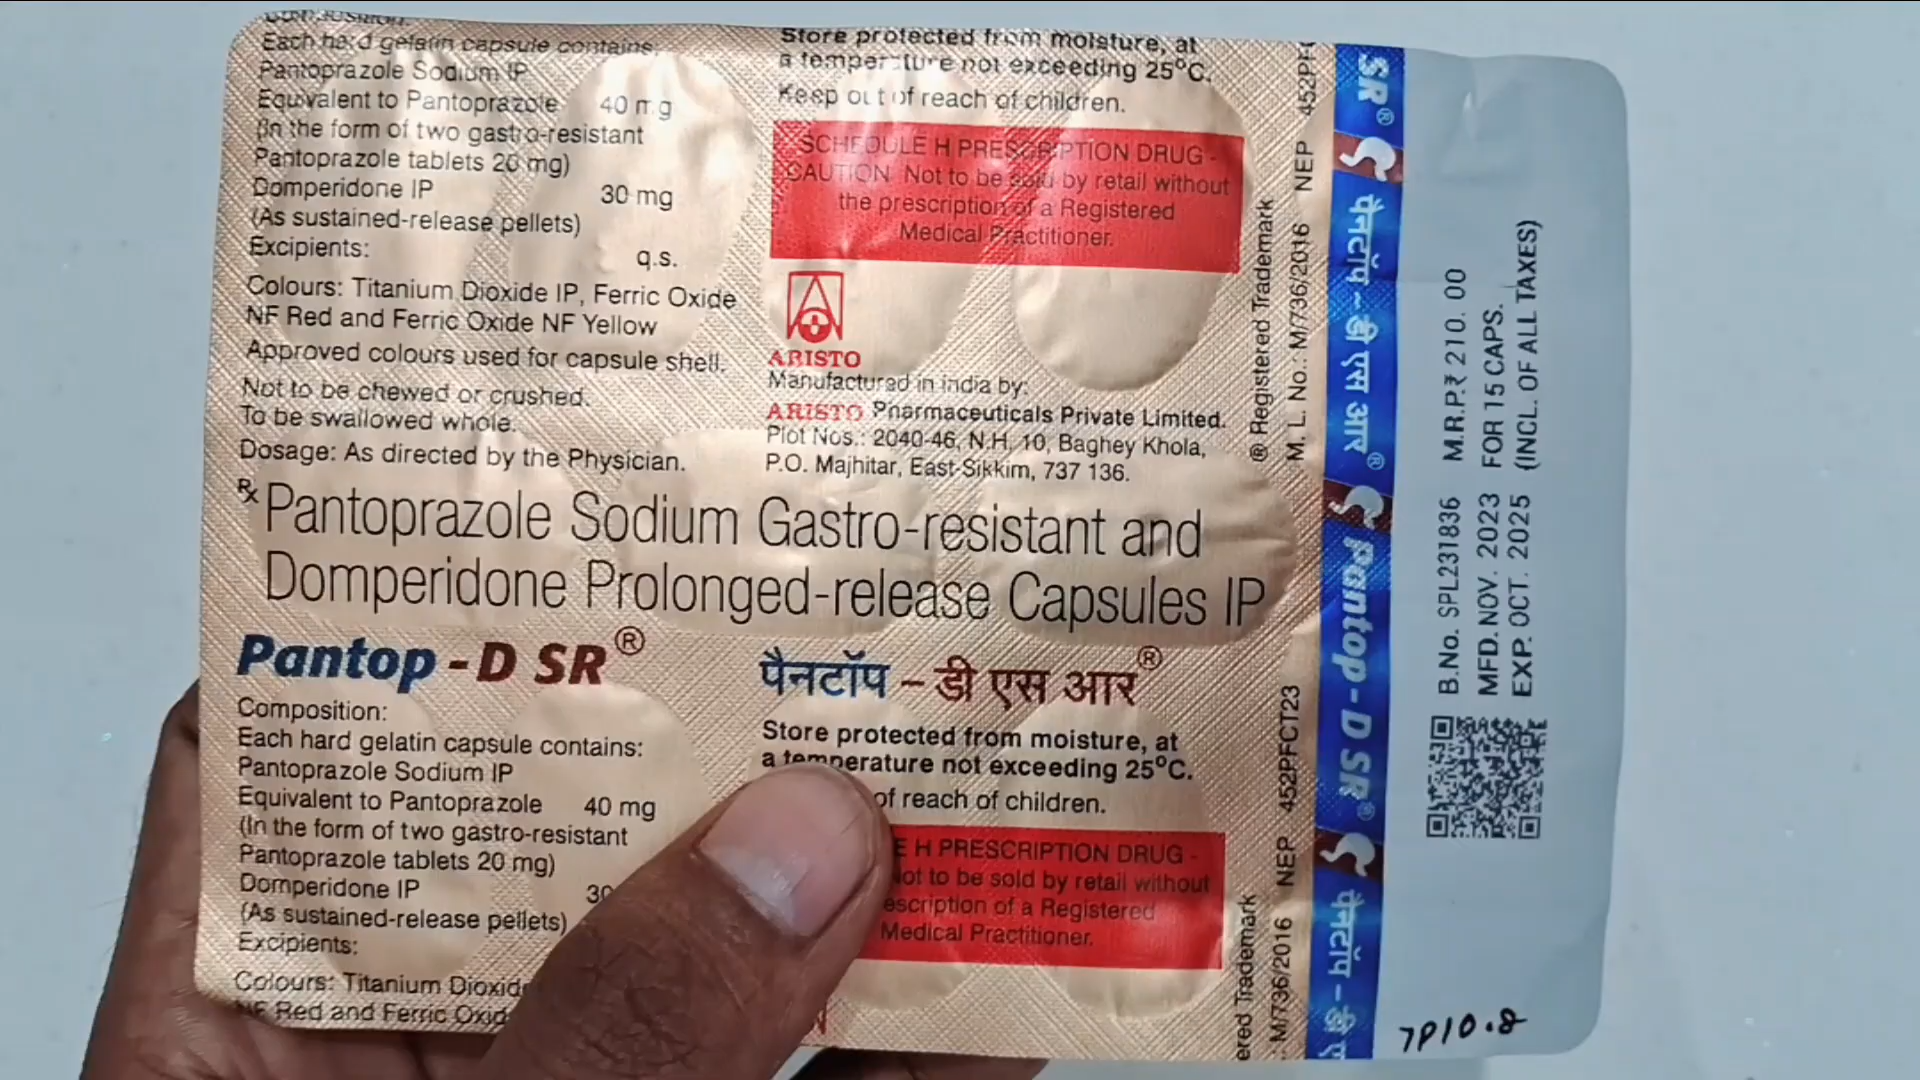 Each hard gelatin capsule contains:
Pantoprazole Sodium IP
Equivalent to Pantoprazole 40 mg
(In the form of two gastro-resistant
Pantoprazole tablets 20 mg)
Domperidone IP 30 mg
(As sustained-release pellets)
Excipients: q.s.
Colours: Titanium Dioxide IP, Ferric Oxide
NF Red and Ferric Oxide NF Yellow
Approved colours used for capsule shell.
Not to be chewed or crushed.
To be swallowed whole.
Dosage: As directed by the Physician.
Store protected from moisture, at
a temperature not exceeding 25°C.
Keep out of reach of children.
SCHEDULE H PRESCRIPTION DRUG -
CAUTION Not to be sold by retail without
the prescription of a Registered
Medical Practitioner.
ARISTO
Manufactured in India by:
ARISTO Pharmaceuticals Private Limited.
Plot Nos.: 2040-46, N.H. 10, Baghey Khola,
P.O. Majhitar, East-Sikkim, 737 136.
® Registered Trademark
M. L. No.: M/736/2016 NEP
Rx Pantoprazole Sodium Gastro-resistant and
Domperidone Prolonged-release Capsules IP
Pantop - D SR®
पैनटॉप – डी एस आर®
Composition:
Each hard gelatin capsule contains:
Pantoprazole Sodium IP
Equivalent to Pantoprazole 40 mg
(In the form of two gastro-resistant
Pantoprazole tablets 20 mg)
Domperidone IP 30
(As sustained-release pellets)
Excipients:
Colours: Titanium Dioxide
NF Red and Ferric Oxid
Store protected from moisture, at
a temperature not exceeding 25°C.
of reach of children.
E H PRESCRIPTION DRUG -
ot to be sold by retail without
escription of a Registered
Medical Practitioner.
ered Trademark
M/736/2016 NEP 452PFCT23
SR®
पैनटॉप – डी एस आर®
Pantop - D SR®
पैनटॉप – डी ए
B.No. SPL231836 M.R.P.₹ 210. 00
MFD. NOV. 2023 FOR 15 CAPS.
EXP. OCT. 2025 (INCL. OF ALL TAXES)
7P10.2